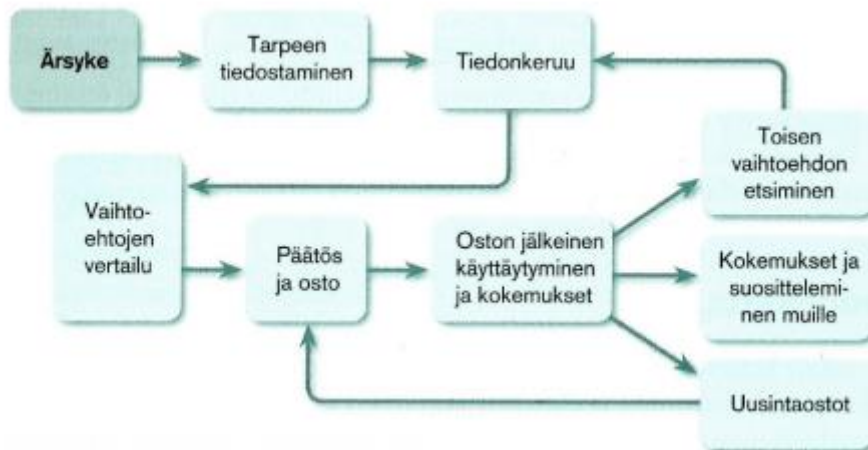 Ärsyke
Tarpeen
tiedostaminen
Tiedonkeruu
Toisen
vaihtoehdon
etsiminen
Vaihto-
ehtojen
vertailu
Päätös
ja osto
Oston jälkeinen
käyttäytyminen
ja kokemukset
Kokemukset ja
suosittelemi-
nen muille
Uusintaostot